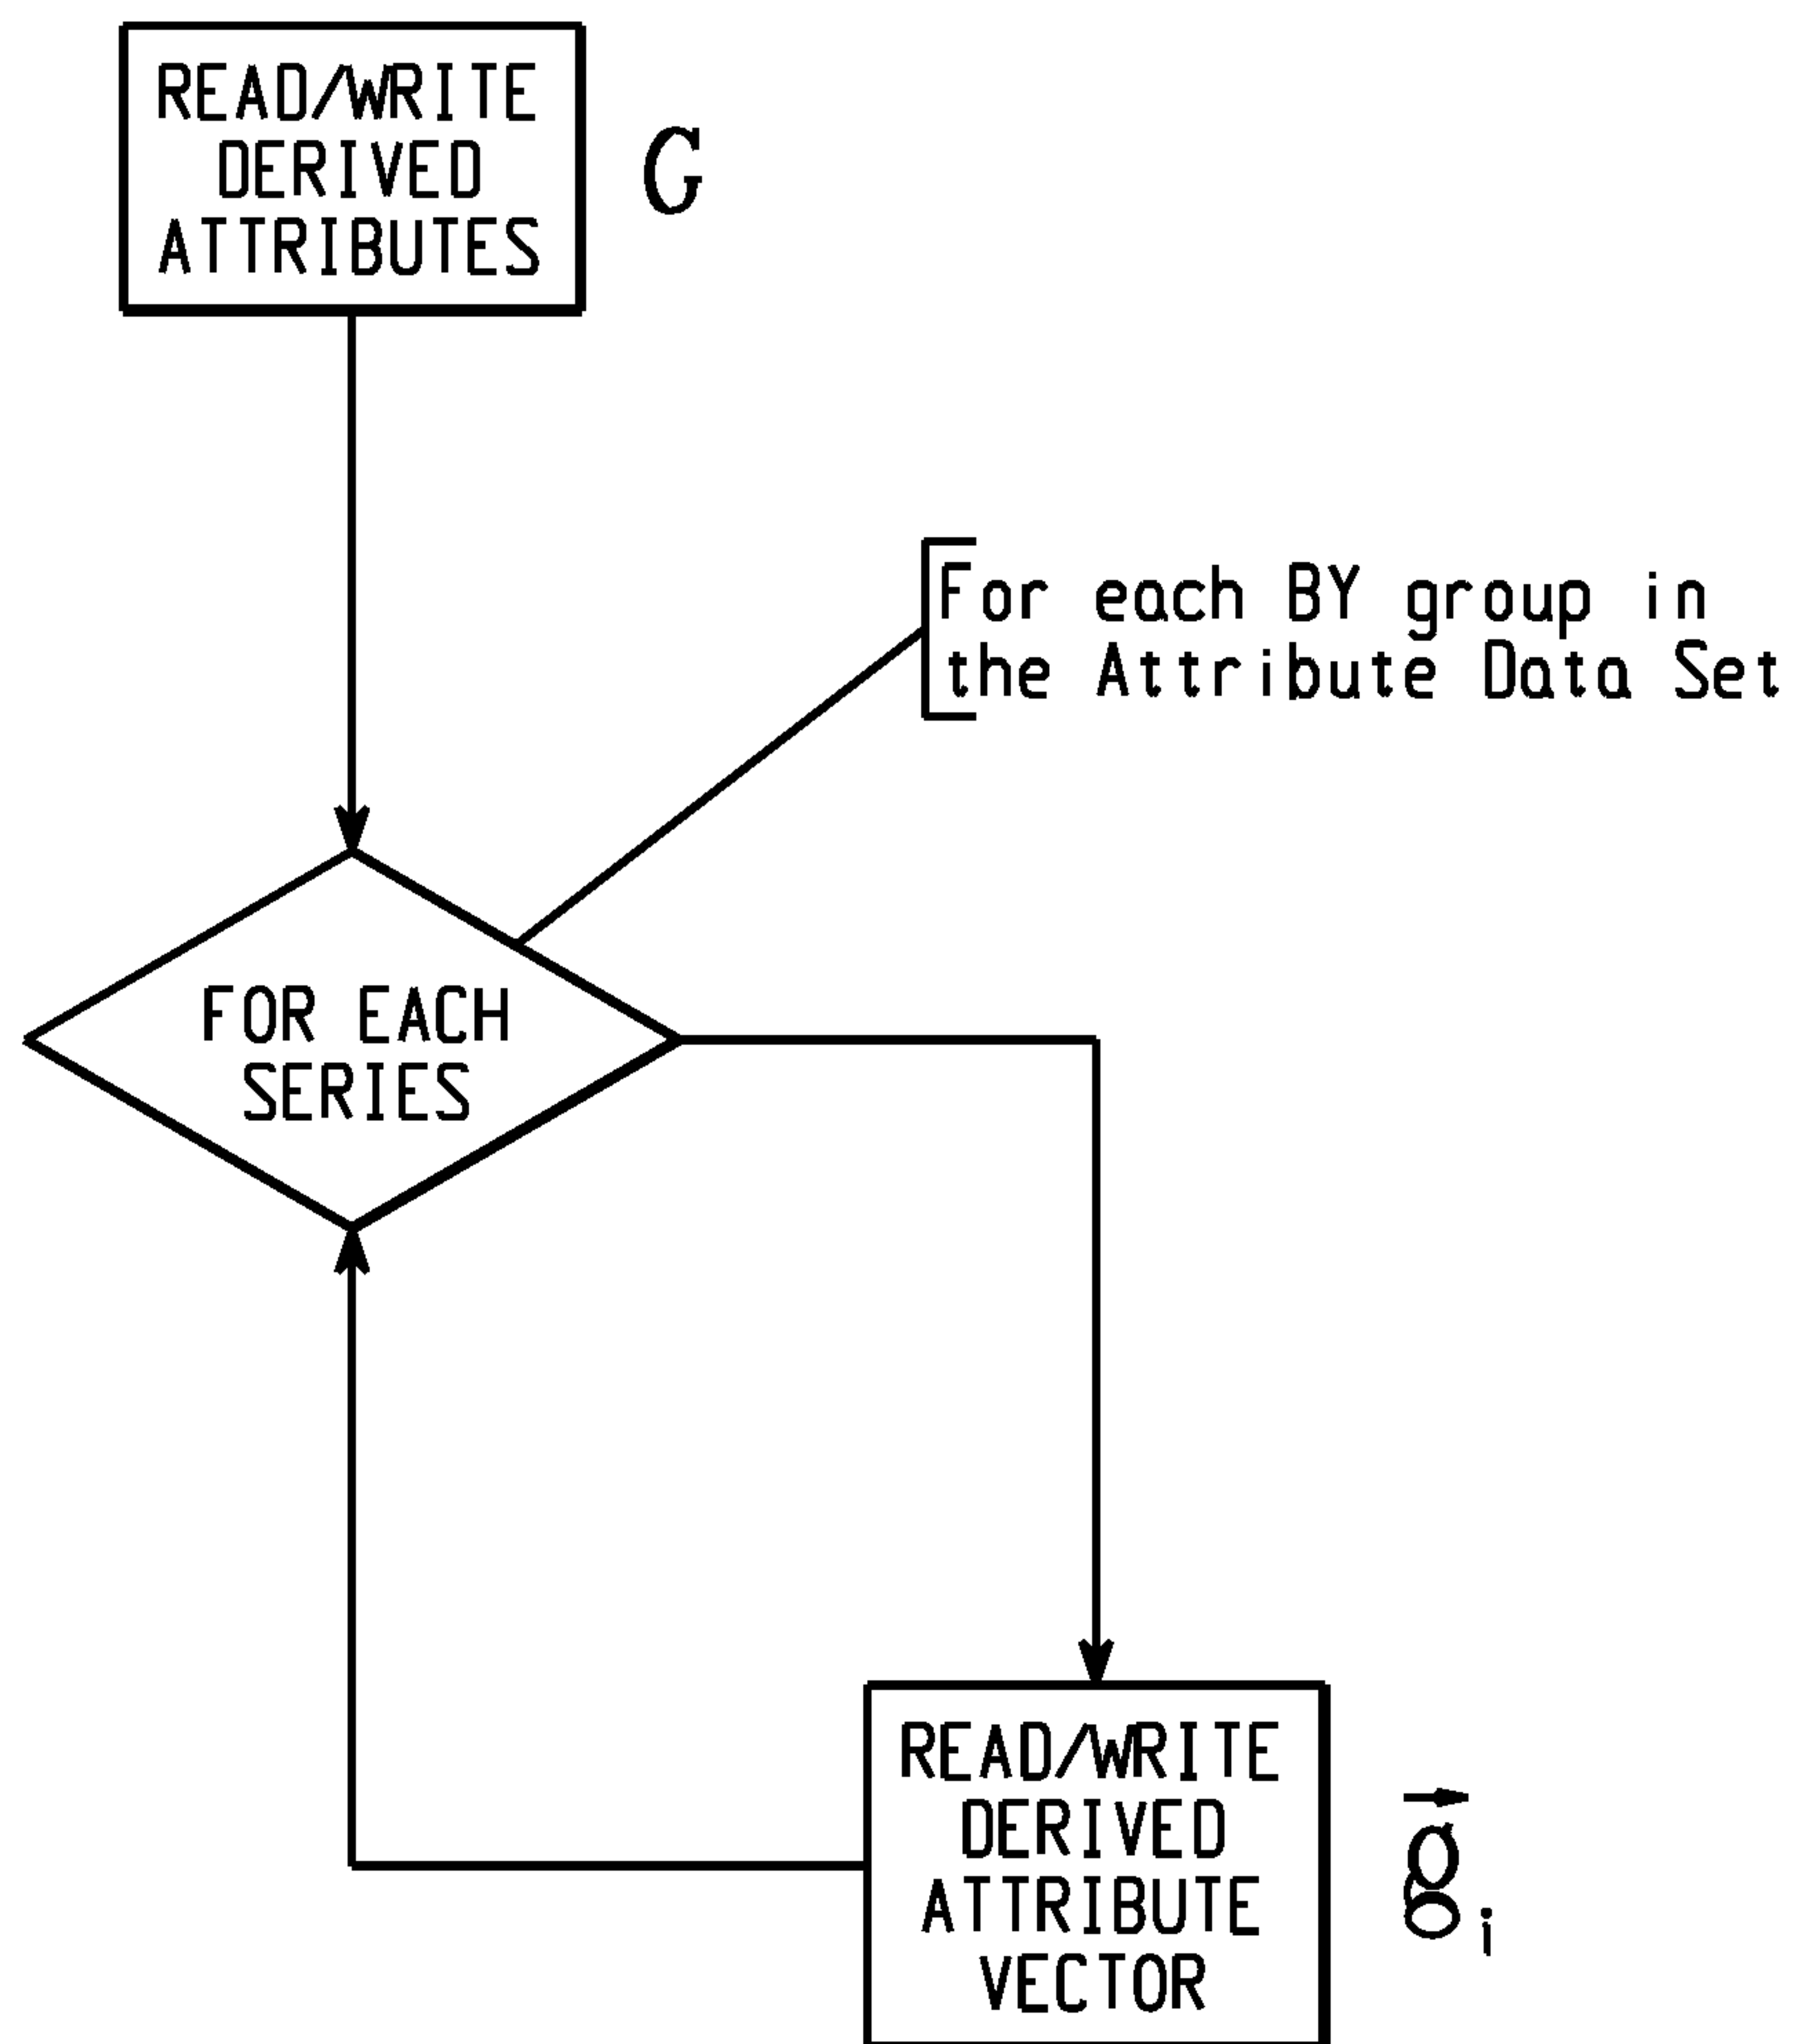 READ/WRITE
DERIVED
ATTRIBUTES
G
For each BY group in
the Attribute Data Set
FOR EACH
SERIES
READ/WRITE
DERIVED
ATTRIBUTE
VECTOR
g⃗i